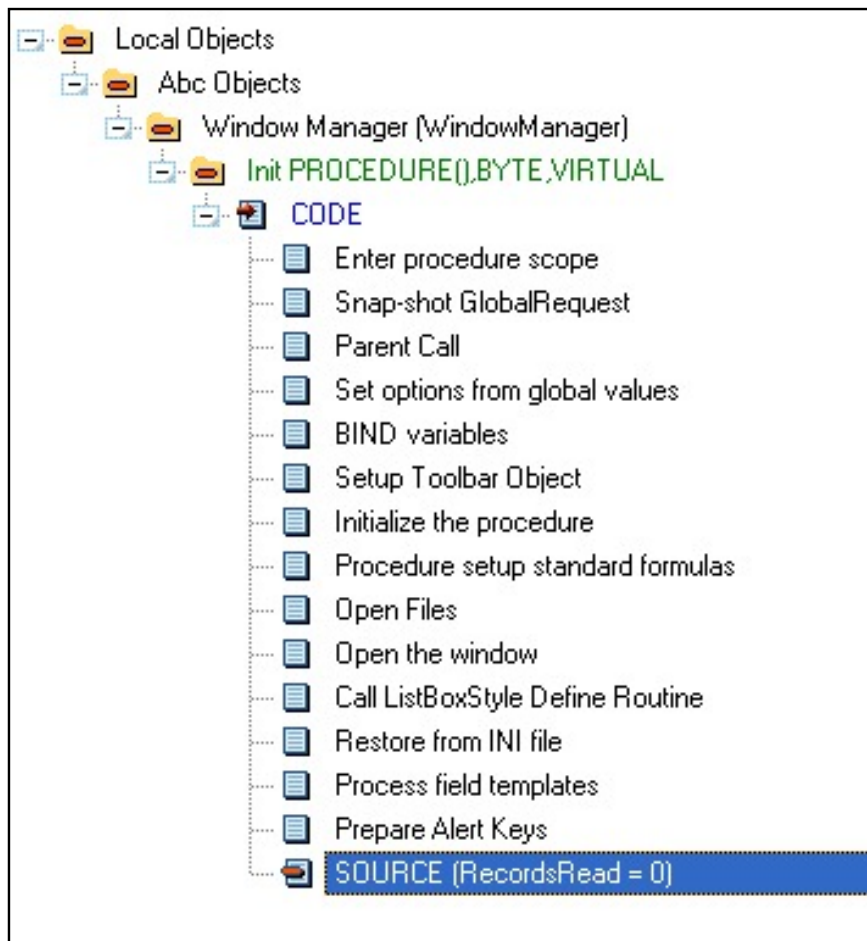 Local Objects
Abc Objects
Window Manager (WindowManager)
Init PROCEDURE(),BYTE,VIRTUAL
CODE
Enter procedure scope
Snap-shot GlobalRequest
Parent Call
Set options from global values
BIND variables
Setup Toolbar Object
Initialize the procedure
Procedure setup standard formulas
Open Files
Open the window
Call ListBoxStyle Define Routine
Restore from INI file
Process field templates
Prepare Alert Keys
SOURCE (RecordsRead = 0)